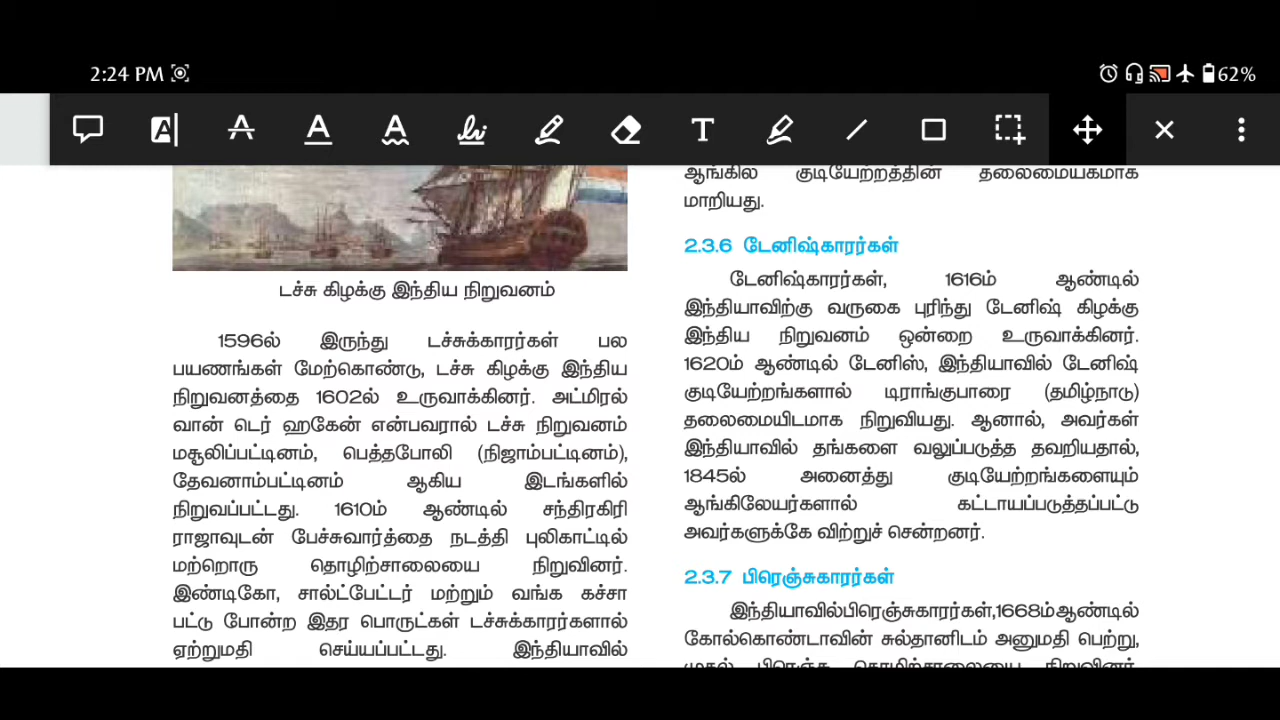 2:24 PM
62%
ஆங்கில குடியேற்றத்தின் தலைமையகமாக
மாறியது.
2.3.6 டேனிஷ்காரர்கள்
டேனிஷ்காரர்கள், 1616ம் ஆண்டில்
இந்தியாவிற்கு வருகை புரிந்து டேனிஷ் கிழக்கு
இந்திய நிறுவனம் ஒன்றை உருவாக்கினர்.
1620ம் ஆண்டில் டேனிஸ், இந்தியாவில் டேனிஷ்
குடியேற்றங்களால் டிராங்குபாரை (தமிழ்நாடு)
தலைமையிடமாக நிறுவியது. ஆனால், அவர்கள்
இந்தியாவில் தங்களை வலுப்படுத்த தவறியதால்,
1845ல் அனைத்து குடியேற்றங்களையும்
ஆங்கிலேயர்களால் கட்டாயப்படுத்தப்பட்டு
அவர்களுக்கே விற்றுச் சென்றனர்.
2.3.7 பிரெஞ்சுகாரர்கள்
இந்தியாவில்பிரெஞ்சுகாரர்கள்,1668ம்ஆண்டில்
கோல்கொண்டாவின் சுல்தானிடம் அனுமதி பெற்று,
முதல் பிரெஞ்சு தொழிற்சாலையை நிறுவினர்.
டச்சு கிழக்கு இந்திய நிறுவனம்
1596ல் இருந்து டச்சுக்காரர்கள் பல
பயணங்கள் மேற்கொண்டு, டச்சு கிழக்கு இந்திய
நிறுவனத்தை 1602ல் உருவாக்கினர். அட்மிரல்
வான் டெர் ஹகேன் என்பவரால் டச்சு நிறுவனம்
மசூலிப்பட்டினம், பெத்தபோலி (நிஜாம்பட்டினம்),
தேவனாம்பட்டினம் ஆகிய இடங்களில்
நிறுவப்பட்டது. 1610ம் ஆண்டில் சந்திரகிரி
ராஜாவுடன் பேச்சுவார்த்தை நடத்தி புலிகாட்டில்
மற்றொரு தொழிற்சாலையை நிறுவினர்.
இண்டிகோ, சால்ட்பேட்டர் மற்றும் வங்க கச்சா
பட்டு போன்ற இதர பொருட்கள் டச்சுக்காரர்களால்
ஏற்றுமதி செய்யப்பட்டது. இந்தியாவில்